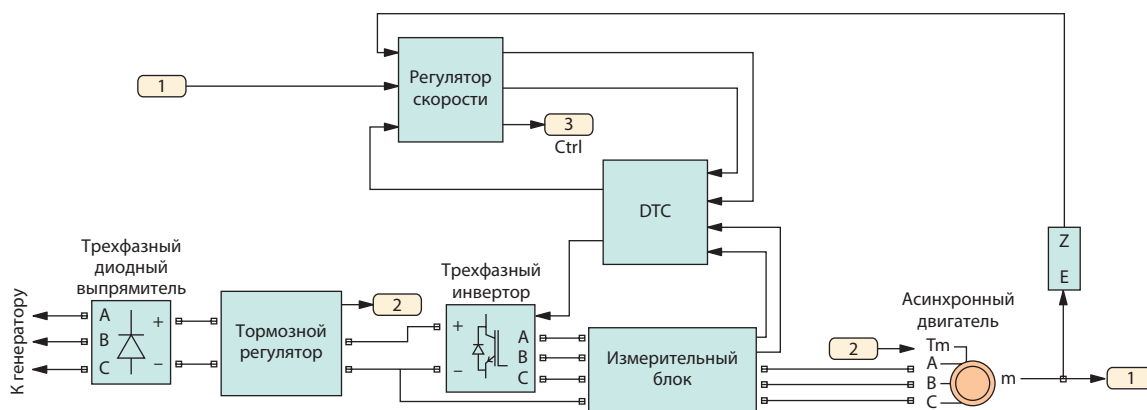 Регулятор
скорости
1
3
Ctrl
DTC
Z
E
Трехфазный
диодный
выпрямитель
Трехфазный
инвертор
Асинхронный
двигатель
К генератору
A
B
C
+
−
Тормозной
регулятор
2
+
−
A
B
C
Измерительный
блок
2
Tm
A
B
C
m
1